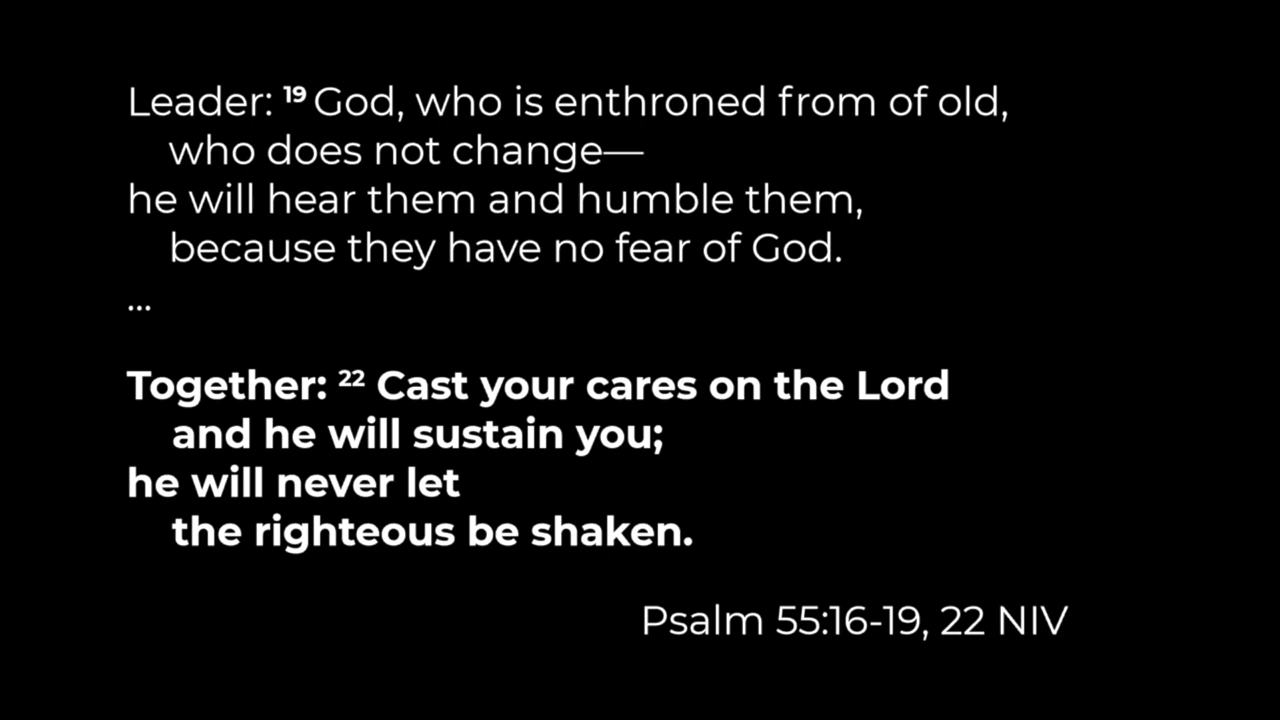 Leader: ¹⁹ God, who is enthroned from of old,
who does not change—
he will hear them and humble them,
because they have no fear of God.
...
Together: ²² Cast your cares on the Lord
and he will sustain you;
he will never let
the righteous be shaken.
Psalm 55:16-19, 22 NIV